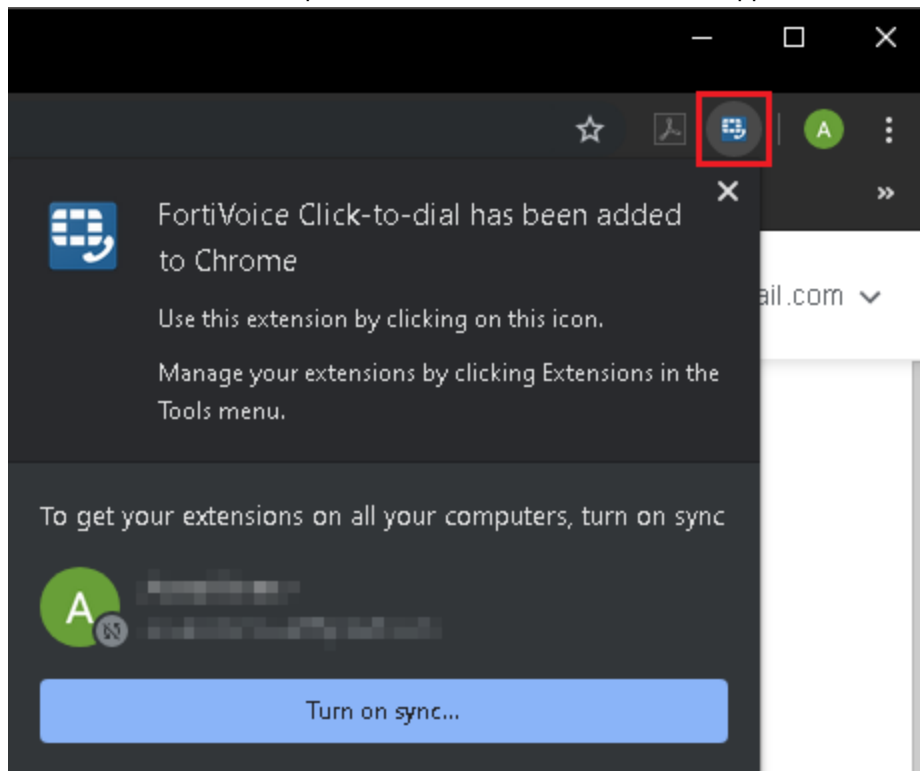 A
»
FortiVoice Click-to-dial has been added
to Chrome
ail.com
Use this extension by clicking on this icon.
Manage your extensions by clicking Extensions in the
Tools menu.
To get your extensions on all your computers, turn on sync
A
Turn on sync...